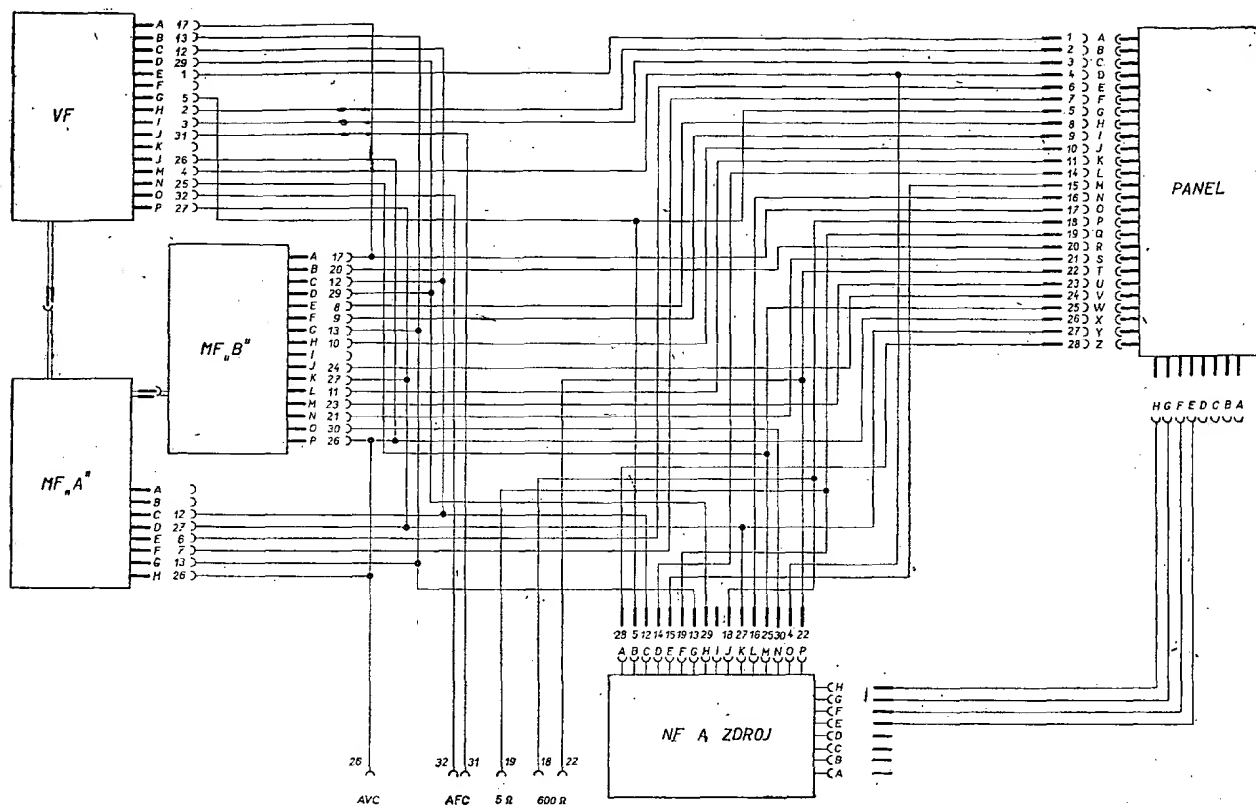 VF
A 17
B 13
C 12
D 29
E 1
F
G 5
H 2
I 3
J 31
K
J 26
M 4
N 25
O 32
P 27
1 A
2 B
3 C
4 D
6 E
7 F
5 G
8 H
9 I
10 J
11 K
14 L
15 M
16 N
17 O
18 P
19 Q
20 R
21 S
22 T
23 U
24 V
25 W
26 X
27 Y
28 Z
PANEL
H G F E D C B A
MF„B"
A 17
B 20
C 12
D 29
E 8
F 9
G 13
H 10
I
J 24
K 27
L 11
M 23
N 21
O 30
P 26
MF„A"
A
B
C 12
D 27
E 6
F 7
G 13
H 26
28 5 12 14 15 19 13 29 18 27 16 25 30 4 22
A B C D E F G H I J K L M N O P
NF A ZDROJ
H
G
F
E
D
C
B
A
26 32 31 19 18 22
AVC AFC 5 Ω 600 Ω